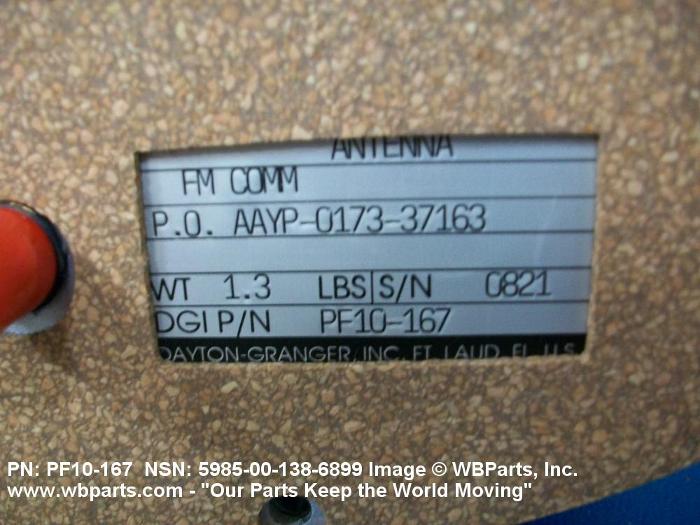 ANTENNA
FM COMM
P.O. AAYP-0173-37163
WT 1.3 LBS S/N 0821
DGI P/N PF10-167
DAYTON-GRANGER, INC. FT. LAUD. FL. U.S.
PN: PF10-167 NSN: 5985-00-138-6899 Image © WBParts, Inc.
www.wbparts.com - "Our Parts Keep the World Moving"